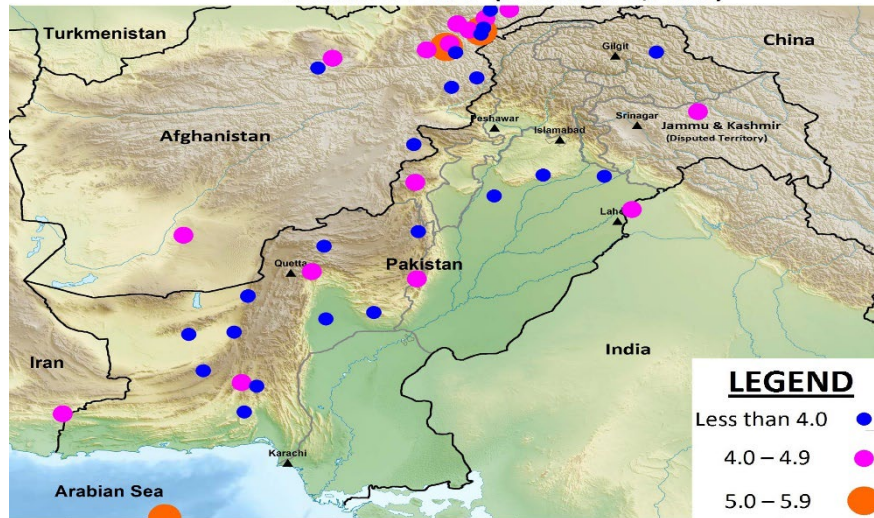 Turkmenistan
China
Gilgit
Afghanistan
Peshawar
Islamabad
Srinagar
Jammu & Kashmir
(Disputed Territory)
Quetta
Pakistan
Iran
India
Karachi
Arabian Sea
LEGEND
Less than 4.0
4.0 – 4.9
5.0 – 5.9